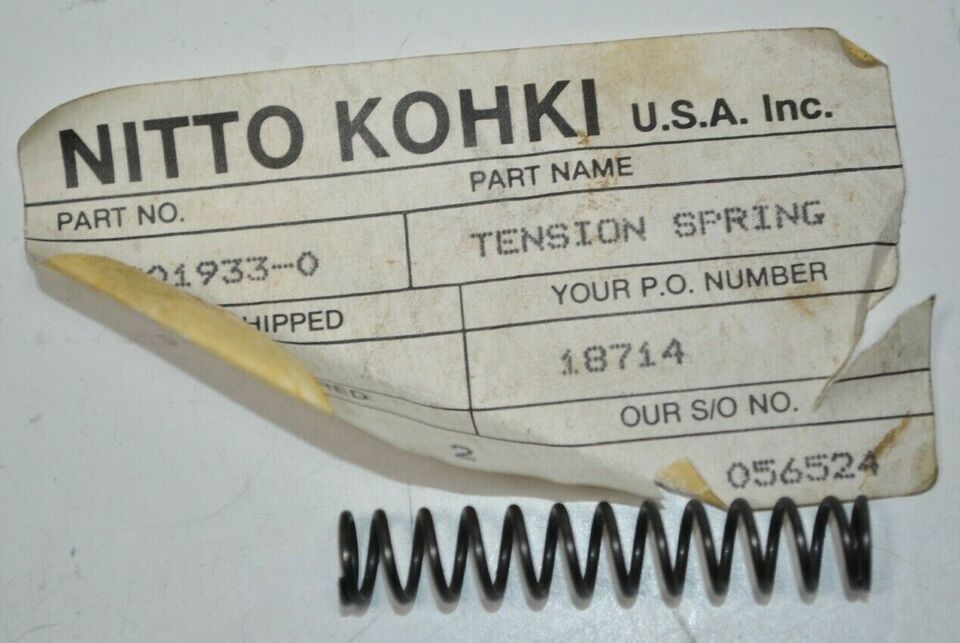 NITTO KOHKI U.S.A. Inc.
PART NO.
PART NAME
01933-0
TENSION SPRING
HIPPED
YOUR P.O. NUMBER
18714
OUR S/O NO.
2
056524